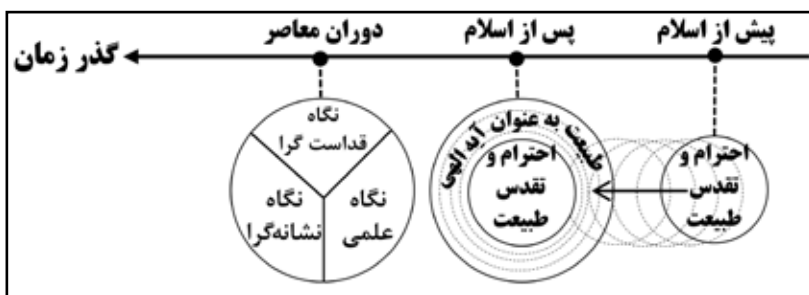 پیش از اسلام
پس از اسلام
دوران معاصر
گذر زمان
احترام و
تقدس
طبیعت
طبیعت به عنوان آیه الهی
احترام و
تقدس
طبیعت
نگاه
قداست گرا
نگاه
علمی
نگاه
نشانه‌گرا